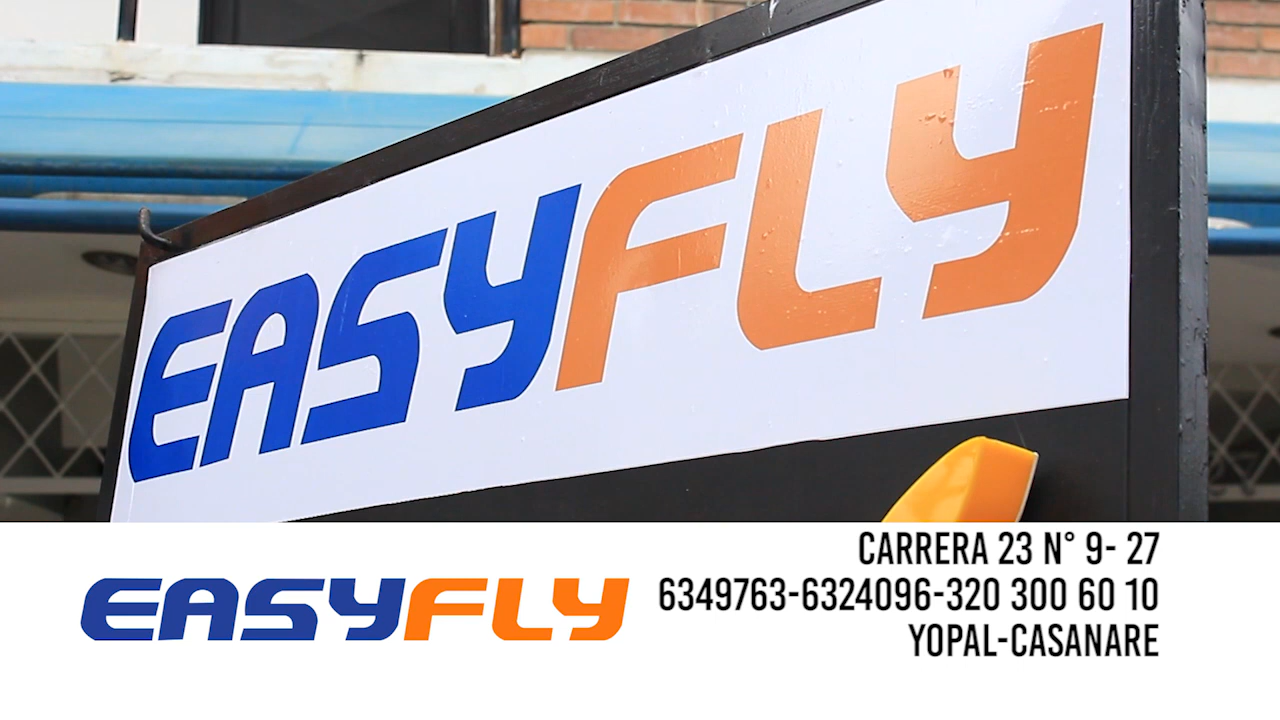 EASYFLY
EASYFLY
CARRERA 23 N° 9- 27
6349763-6324096-320 300 60 10
YOPAL-CASANARE